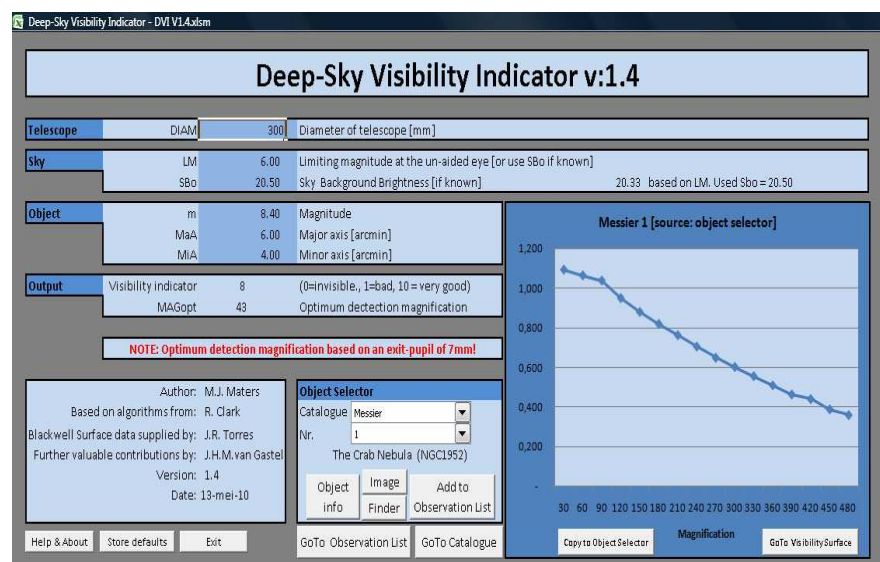 Deep-Sky Visibility Indicator - DVI V1.4.xlsm
Deep-Sky Visibility Indicator v:1.4
Telescope DIAM 300 Diameter of telescope [mm]
Sky LM 6.00 Limiting magnitude at the un-aided eye [or use SBo if known]
SBo 20.50 Sky Background Brightness [if known] 20.33 based on LM. Used Sbo = 20.50
Object m 8.40 Magnitude
MaA 6.00 Major axis [arcmin]
MiA 4.00 Minor axis [arcmin]
Output Visibility indicator 8 (0=invisible., 1=bad, 10 = very good)
MAGopt 43 Optimum dectection magnification
NOTE: Optimum detection magnification based on an exit-pupil of 7mm!
Author: M.J. Maters
Based on algorithms from: R. Clark
Blackwell Surface data supplied by: J.R. Torres
Further valuable contributions by: J.H.M.van Gastel
Version: 1.4
Date: 13-mei-10
Object Selector
Catalogue Messier
Nr. 1
The Crab Nebula (NGC1952)
Object info
Image
Finder
Add to Observation List
Help & About
Store defaults
Exit
GoTo Observation List
GoTo Catalogue
Messier 1 [source: object selector]
1,200
1,000
0,800
0,600
0,400
0,200
-
30 60 90 120 150 180 210 240 270 300 330 360 390 420 450 480
Magnification
Copy to Object Selector
GoTo Visibility Surface